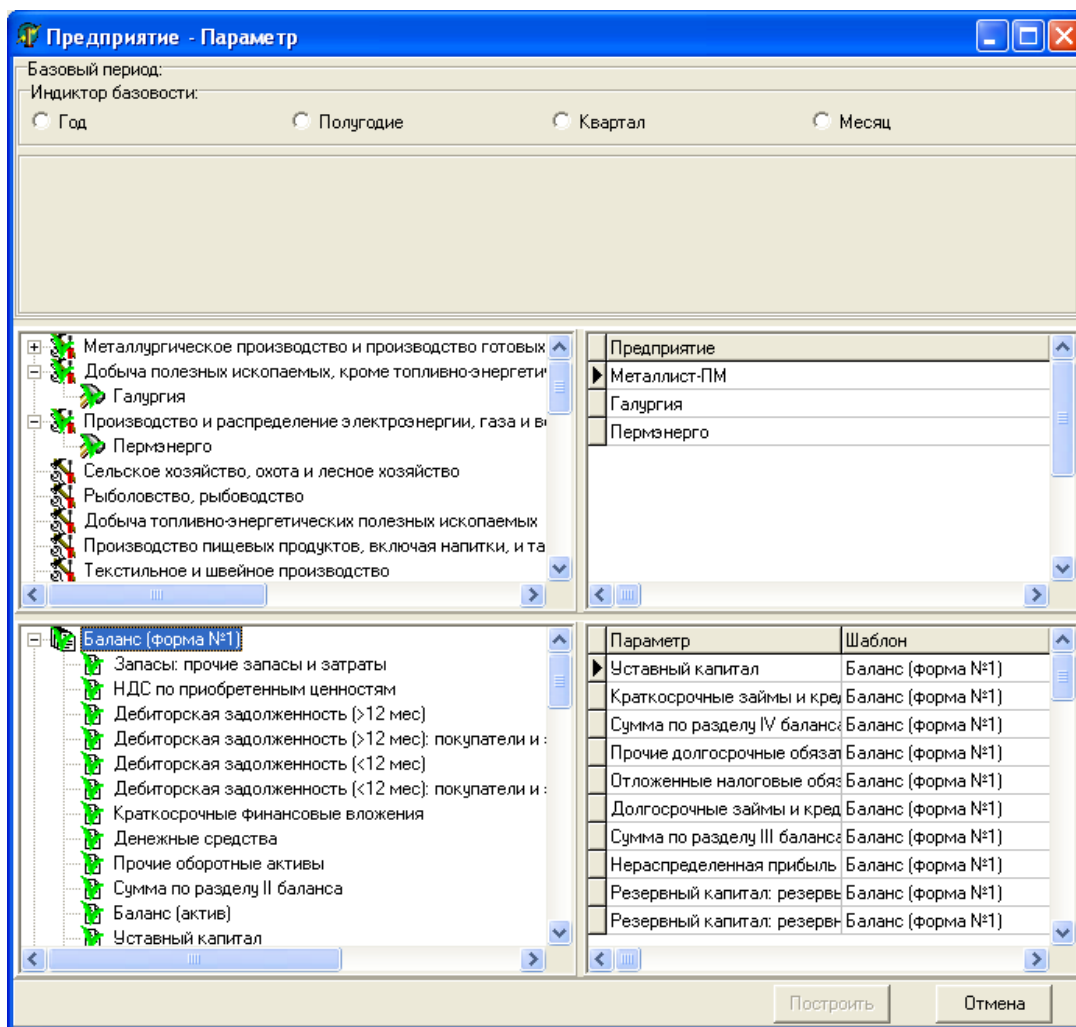 Предприятие - Параметр
Базовый период:
Индиктор базовости:
Год Полугодие Квартал Месяц
Металлургическое производство и производство готовых
Добыча полезных ископаемых, кроме топливно-энергети
Галургия
Производство и распределение электроэнергии, газа и в
Пермэнерго
Сельское хозяйство, охота и лесное хозяйство
Рыболовство, рыбоводство
Добыча топливно-энергетических полезных ископаемых
Производство пищевых продуктов, включая напитки, и та
Текстильное и швейное производство
Предприятие
Металлист-ПМ
Галургия
Пермэнерго
Баланс (форма №1)
Запасы: прочие запасы и затраты
НДС по приобретенным ценностям
Дебиторская задолженность (>12 мес)
Дебиторская задолженность (>12 мес): покупатели и
Дебиторская задолженность (<12 мес)
Дебиторская задолженность (<12 мес): покупатели и
Краткосрочные финансовые вложения
Денежные средства
Прочие оборотные активы
Сумма по разделу II баланса
Баланс (актив)
Уставный капитал
Параметр Шаблон
Уставный капитал Баланс (форма №1)
Краткосрочные займы и кред Баланс (форма №1)
Сумма по разделу IV баланса Баланс (форма №1)
Прочие долгосрочные обязат Баланс (форма №1)
Отложенные налоговые обяз Баланс (форма №1)
Долгосрочные займы и кред Баланс (форма №1)
Сумма по разделу III баланса Баланс (форма №1)
Нераспределенная прибыль Баланс (форма №1)
Резервный капитал: резервы Баланс (форма №1)
Резервный капитал: резервн Баланс (форма №1)
Построить Отмена